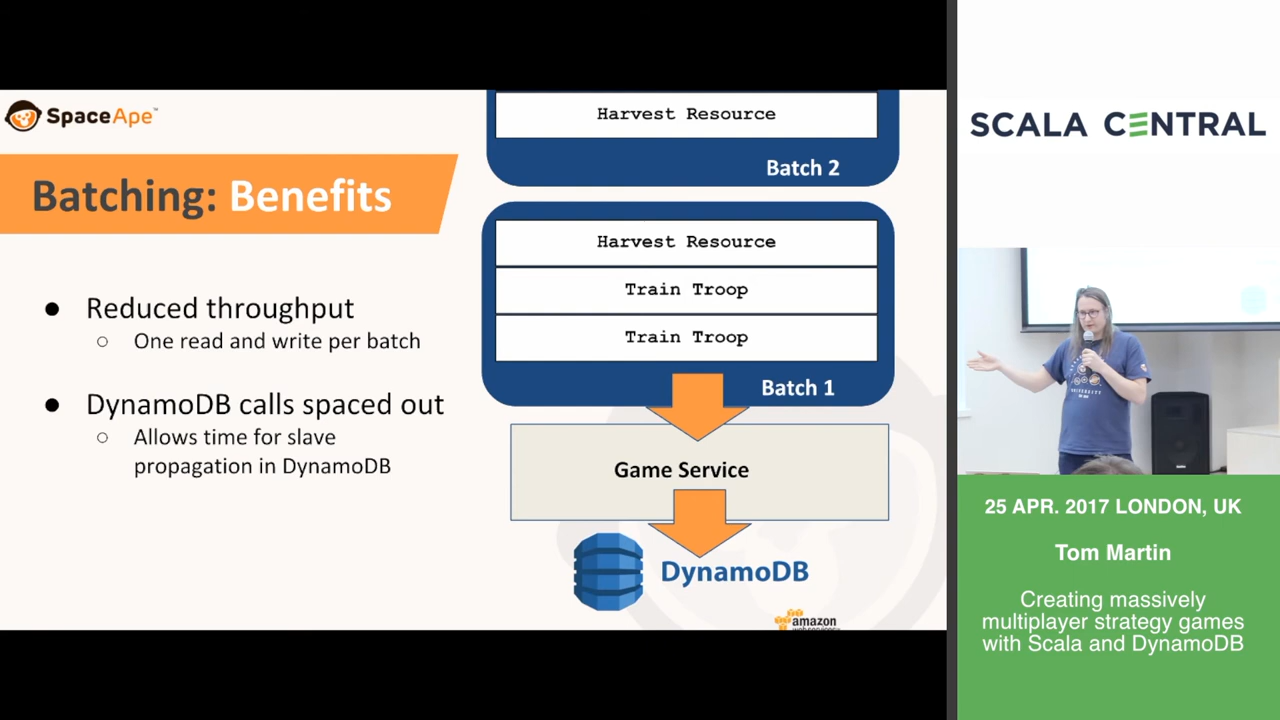 SpaceApe™
Batching: Benefits
● Reduced throughput
○ One read and write per batch
● DynamoDB calls spaced out
○ Allows time for slave
propagation in DynamoDB
Harvest Resource
Batch 2
Harvest Resource
Train Troop
Train Troop
Batch 1
Game Service
DynamoDB
amazon
SCALA CENTRAL
UNIVERSITY
25 APR. 2017 LONDON, UK
Tom Martin
Creating massively
multiplayer strategy games
with Scala and DynamoDB